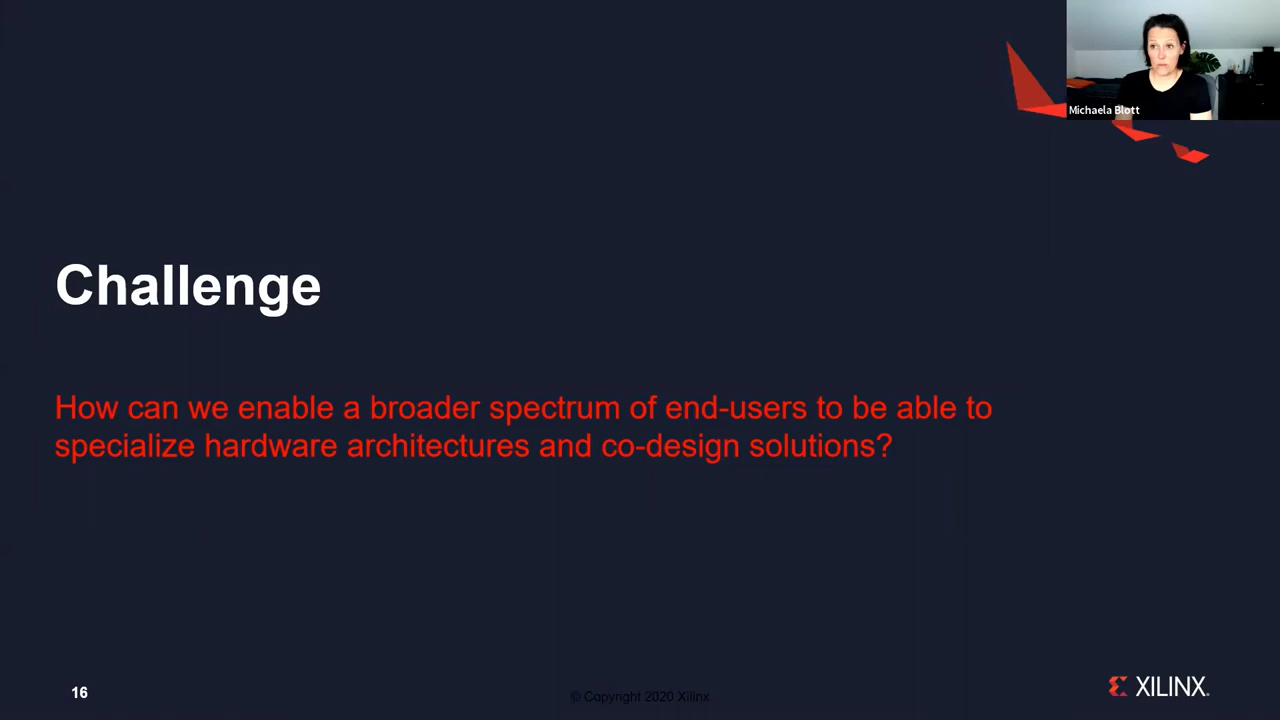 Michaela Blott
Challenge
How can we enable a broader spectrum of end-users to be able to
specialize hardware architectures and co-design solutions?
16
© Copyright 2020 Xilinx
XILINX.